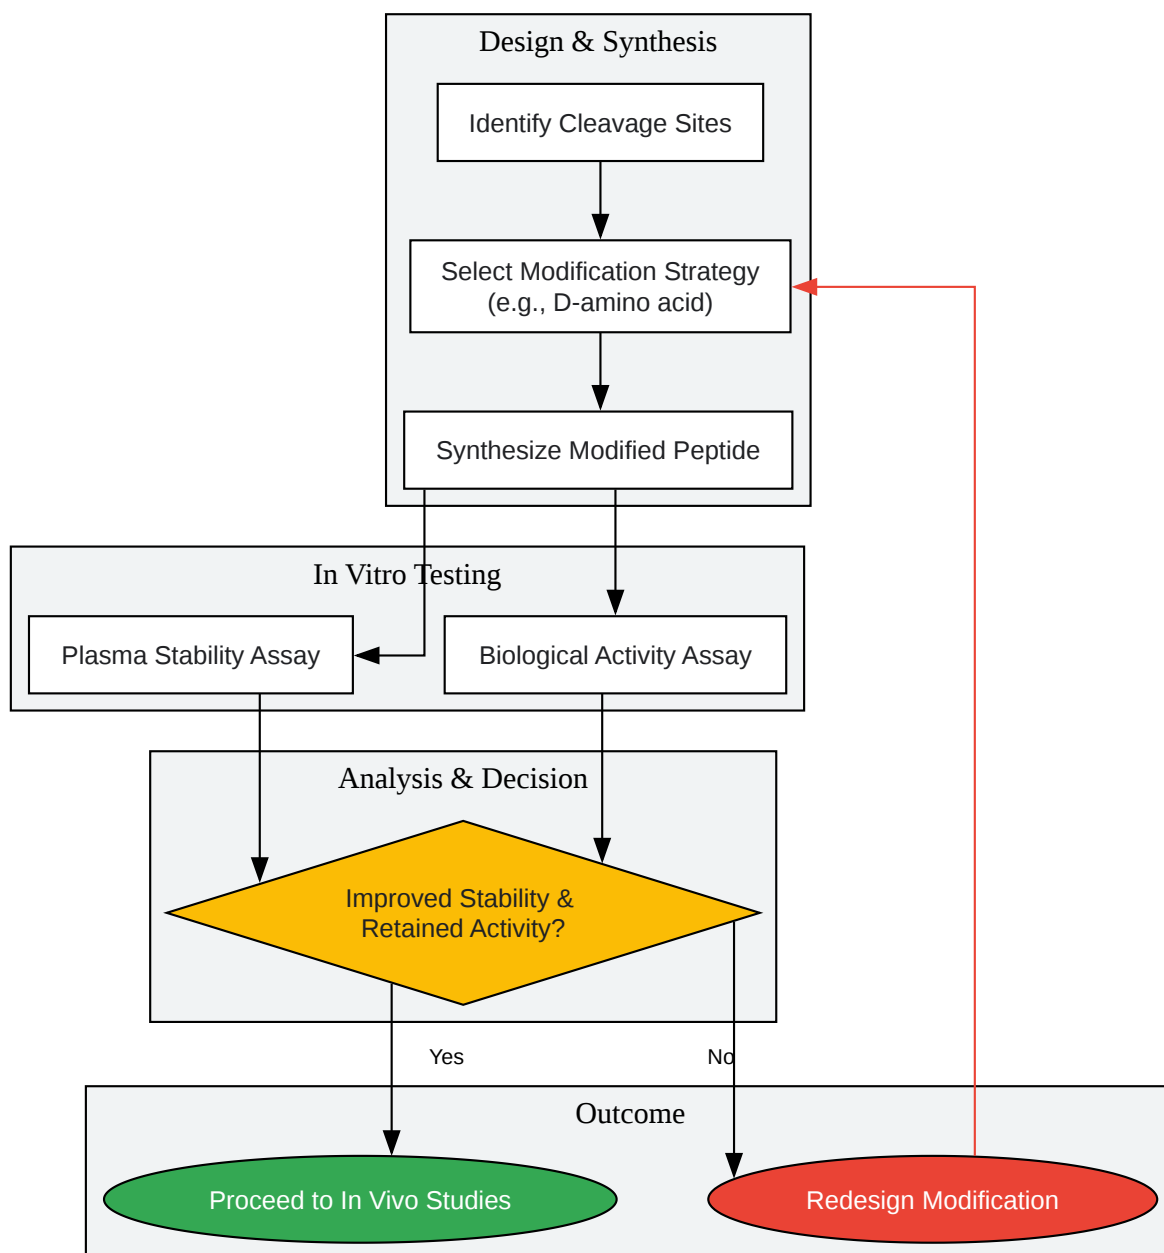 Design & Synthesis
Identify Cleavage Sites
Select Modification Strategy
(e.g., D-amino acid)
Synthesize Modified Peptide
In Vitro Testing
Plasma Stability Assay
Biological Activity Assay
Analysis & Decision
Improved Stability &
Retained Activity?
Yes
No
Outcome
Proceed to In Vivo Studies
Redesign Modification